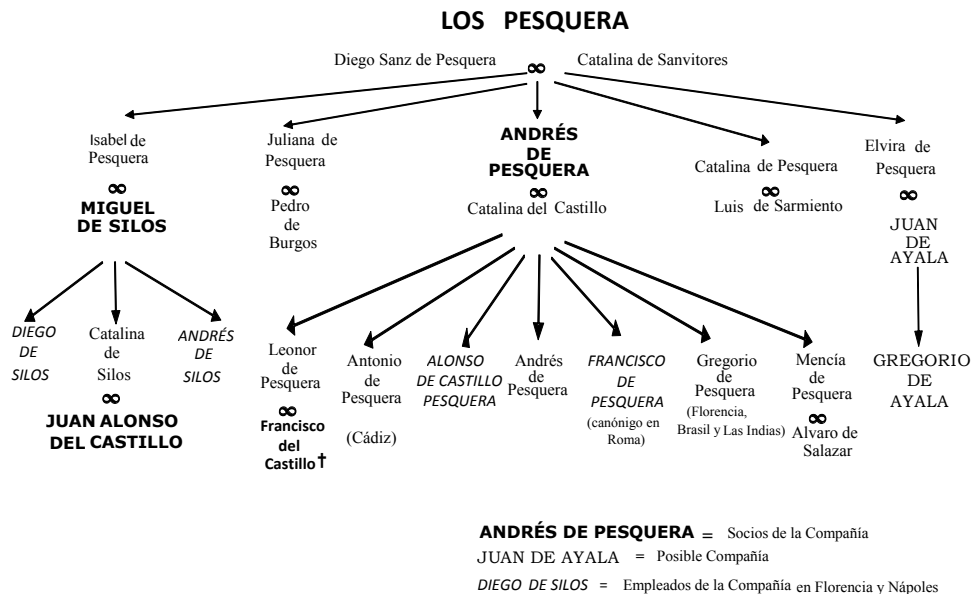 LOS PESQUERA
Diego Sanz de Pesquera ∞ Catalina de Sanvitores
Isabel de
Pesquera
∞
MIGUEL
DE SILOS
Juliana de
Pesquera
∞
Pedro
de
Burgos
ANDRÉS
DE
PESQUERA
∞
Catalina del Castillo
Catalina de Pesquera
∞
Luis de Sarmiento
Elvira de
Pesquera
∞
JUAN
DE
AYALA
DIEGO
DE
SILOS
Catalina
de
Silos
∞
JUAN ALONSO
DEL CASTILLO
ANDRÉS
DE
SILOS
Leonor
de
Pesquera
∞
Francisco
del
Castillo †
Antonio
de
Pesquera
(Cádiz)
ALONSO
DE CASTILLO
PESQUERA
Andrés
de
Pesquera
FRANCISCO
DE
PESQUERA
(canónigo en
Roma)
Gregorio
de
Pesquera
(Florencia,
Brasil y Las Indias)
Mencía
de
Pesquera
∞
Alvaro de
Salazar
GREGORIO
DE
AYALA
ANDRÉS DE PESQUERA = Socios de la Compañía
JUAN DE AYALA = Posible Compañía
DIEGO DE SILOS = Empleados de la Compañía en Florencia y Nápoles